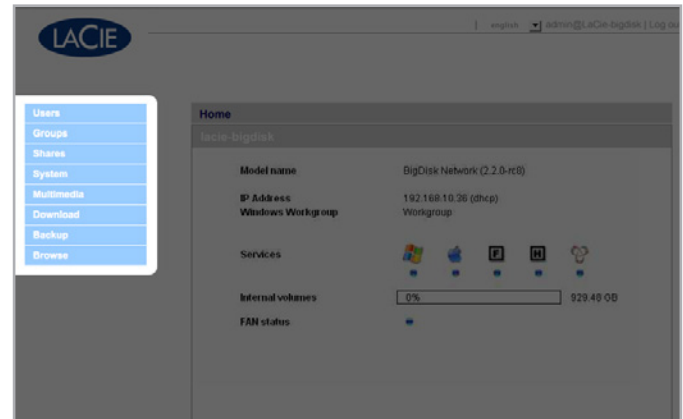 LACIE
| english admin@LaCie-bigdisk | Log ou
Users
Groups
Shares
System
Multimedia
Download
Backup
Browse
Home
lacie-bigdisk
Model name BigDisk Network (2.2.0-rc8)
IP Address 192.168.10.26 (dhcp)
Windows Workgroup Workgroup
Services F H
Internal volumes 0% 929.48 GB
FAN status